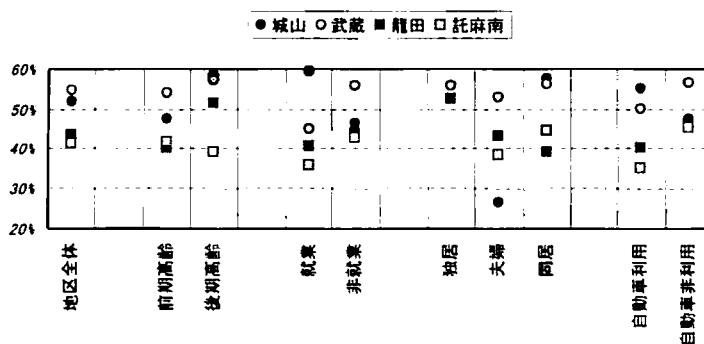 ●城山 ○武蔵 ■龍田 □託麻南
60%
50%
40%
30%
20%
地区全体
前期高齢
後期高齢
就業
非就業
独居
夫婦
同居
自動車利用
自動車非利用